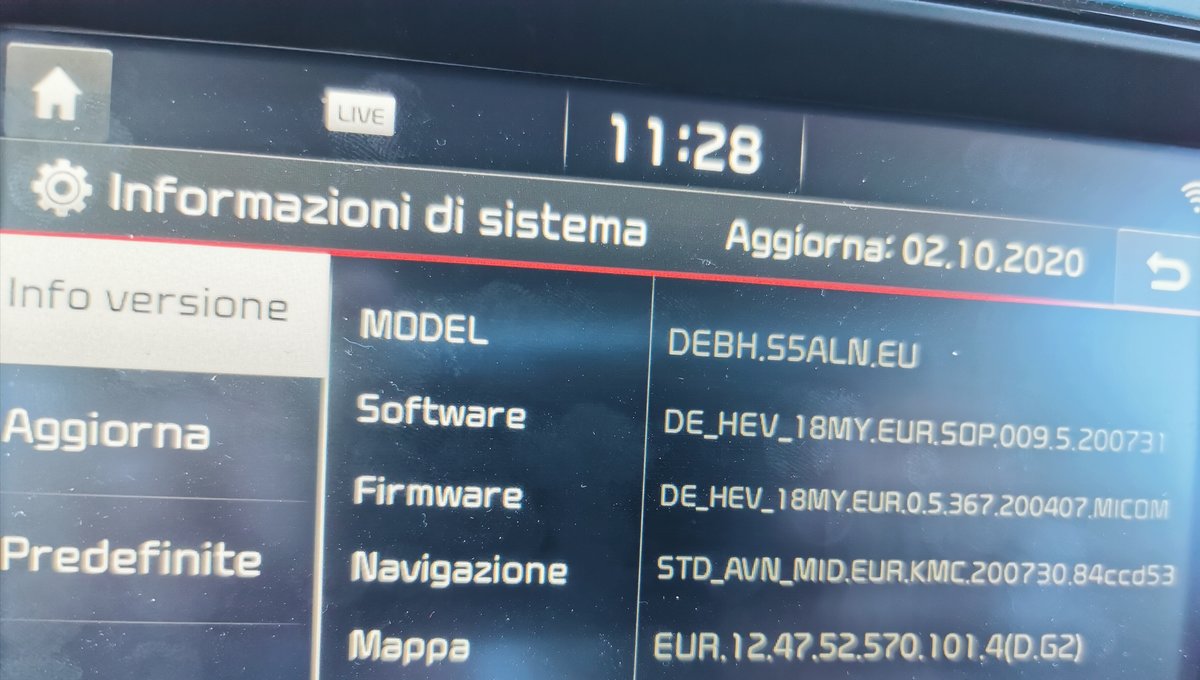 LIVE
11:28
Informazioni di sistema Aggiorna: 02.10.2020
Info versione
MODEL DEBH.S5ALN.EU
Software DE_HEV_18MY.EUR.SOP.009.5.200731
Aggiorna
Firmware DE_HEV_18MY.EUR.0.5.367.200407.MICOM
Navigazione STD_AVN_MID.EUR.KMC.200730.84ccd53
Predefinite
Mappa EUR.12.47.52.570.101.4(D.G2)